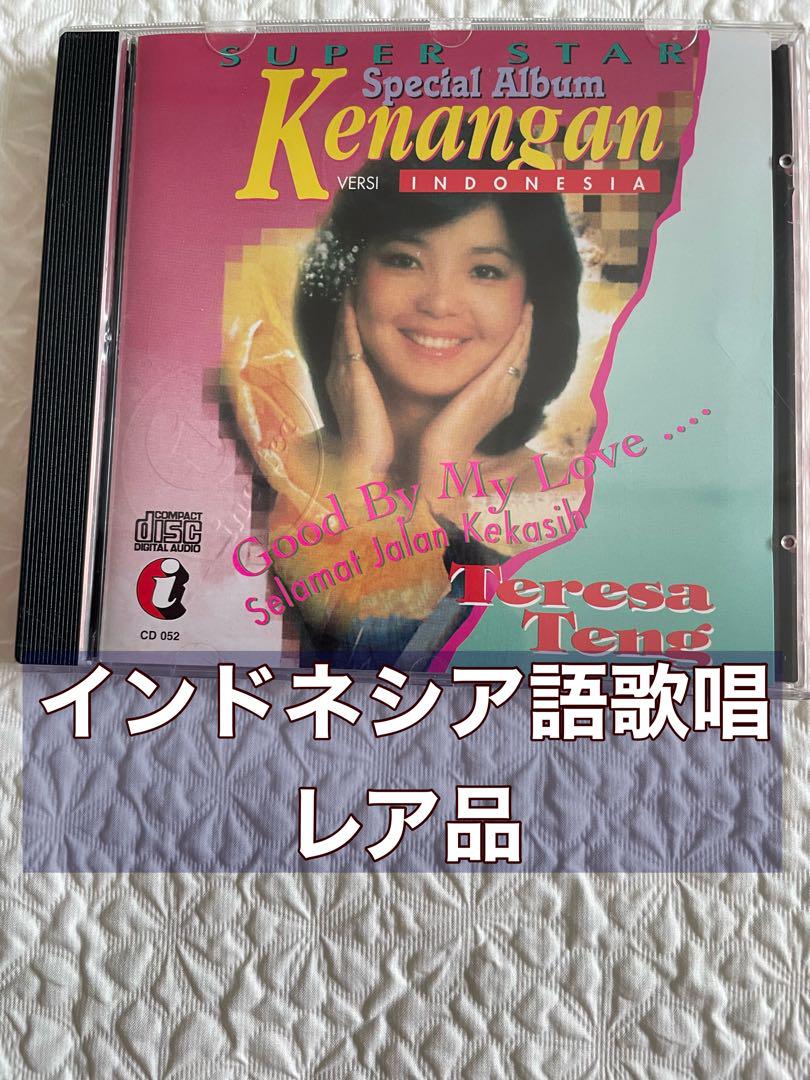 SUPER STAR
Special Album
Kenangan
VERSI INDONESIA
Good By My Love ....
Selamat Jalan Kekasih
Teresa
Teng
COMPACT
disc
DIGITAL AUDIO
i
CD 052
インドネシア語歌唱
レア品